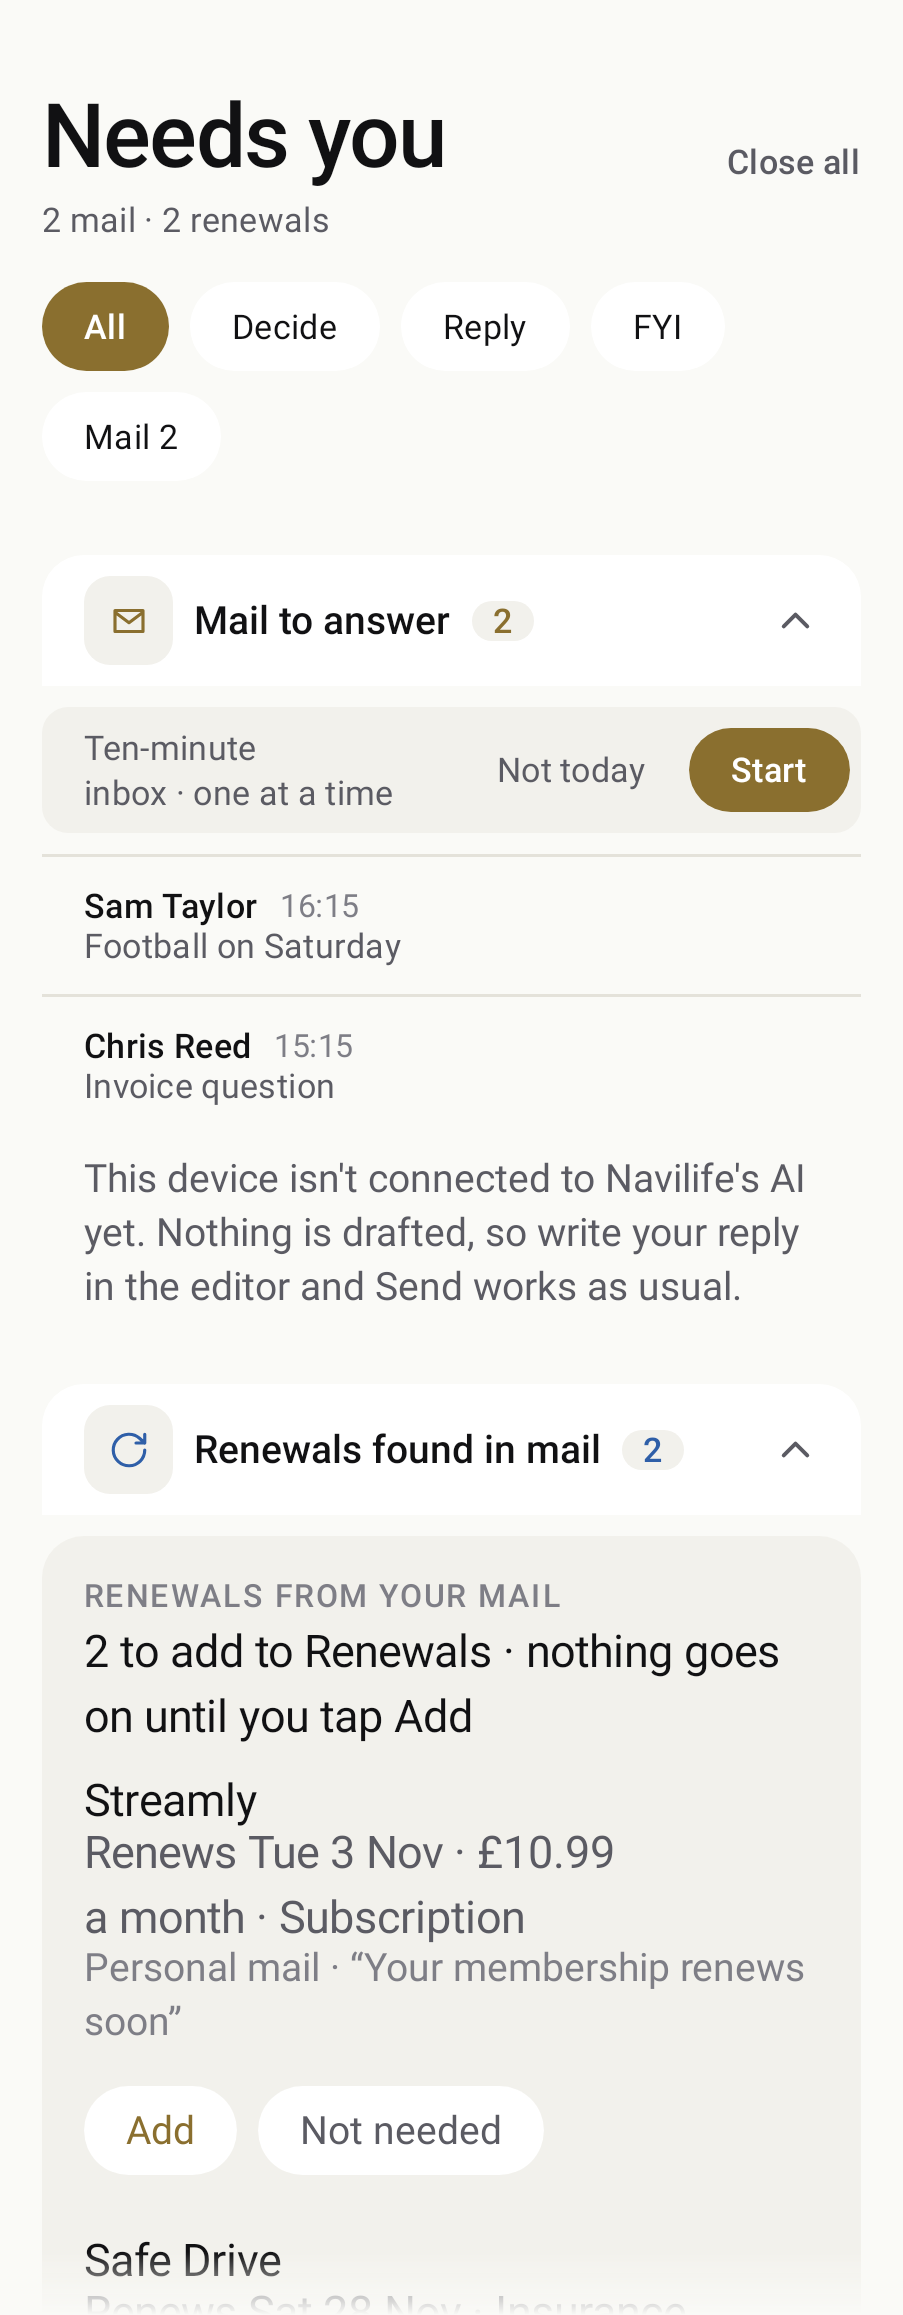 Needs you
Close all
2 mail · 2 renewals
All
Decide
Reply
FYI
Mail 2
Mail to answer 2
Ten-minute
inbox · one at a time
Not today
Start
Sam Taylor 16:15
Football on Saturday
Chris Reed 15:15
Invoice question
This device isn't connected to Navilife's AI
yet. Nothing is drafted, so write your reply
in the editor and Send works as usual.
Renewals found in mail 2
RENEWALS FROM YOUR MAIL
2 to add to Renewals · nothing goes
on until you tap Add
Streamly
Renews Tue 3 Nov · £10.99
a month · Subscription
Personal mail · “Your membership renews
soon”
Add
Not needed
Safe Drive
Renews Sat 28 Nov · Insurance